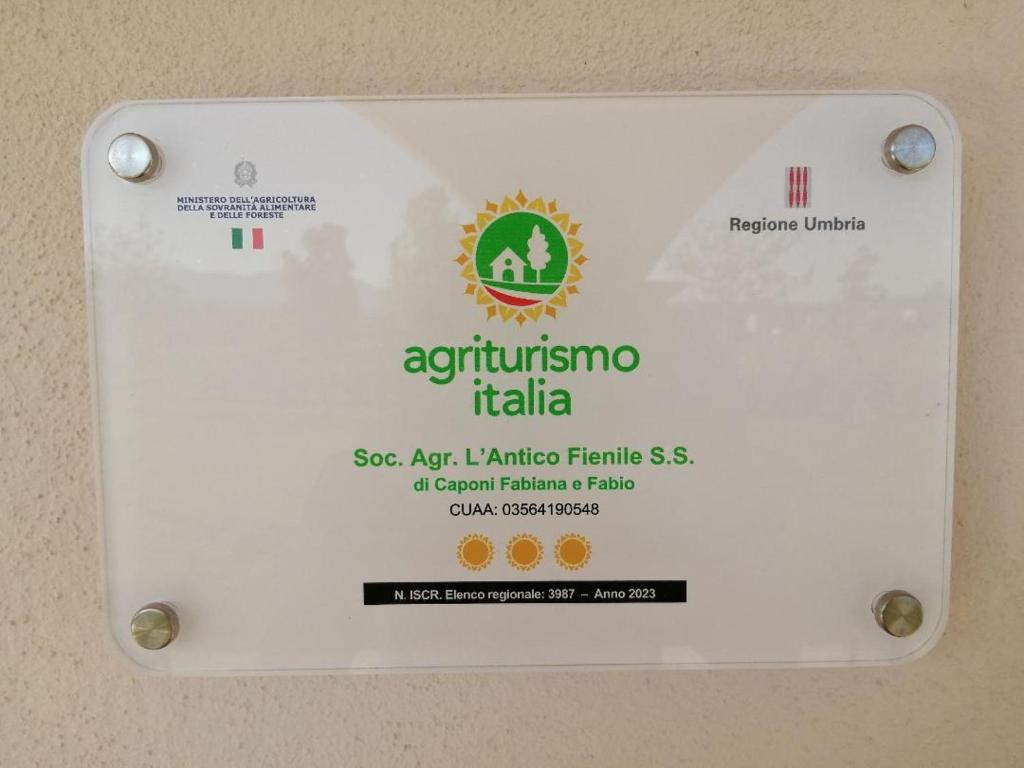 MINISTERO DELL'AGRICOLTURA
DELLA SOVRANITÀ ALIMENTARE
E DELLE FORESTE
Regione Umbria
agriturismo
italia
Soc. Agr. L'Antico Fienile S.S.
di Caponi Fabiana e Fabio
CUAA: 03564190548
N. ISCR. Elenco regionale: 3987 – Anno 2023